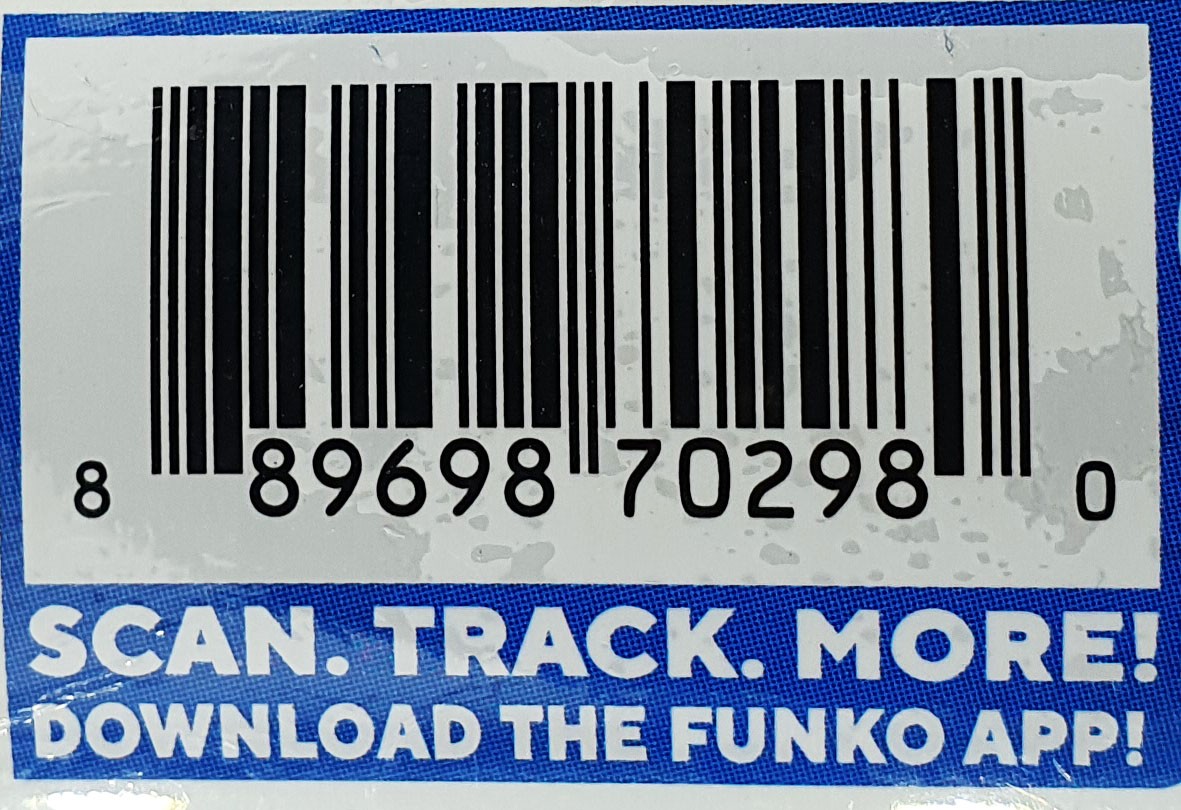 8 89698 70298 0
SCAN. TRACK. MORE!
DOWNLOAD THE FUNKO APP!